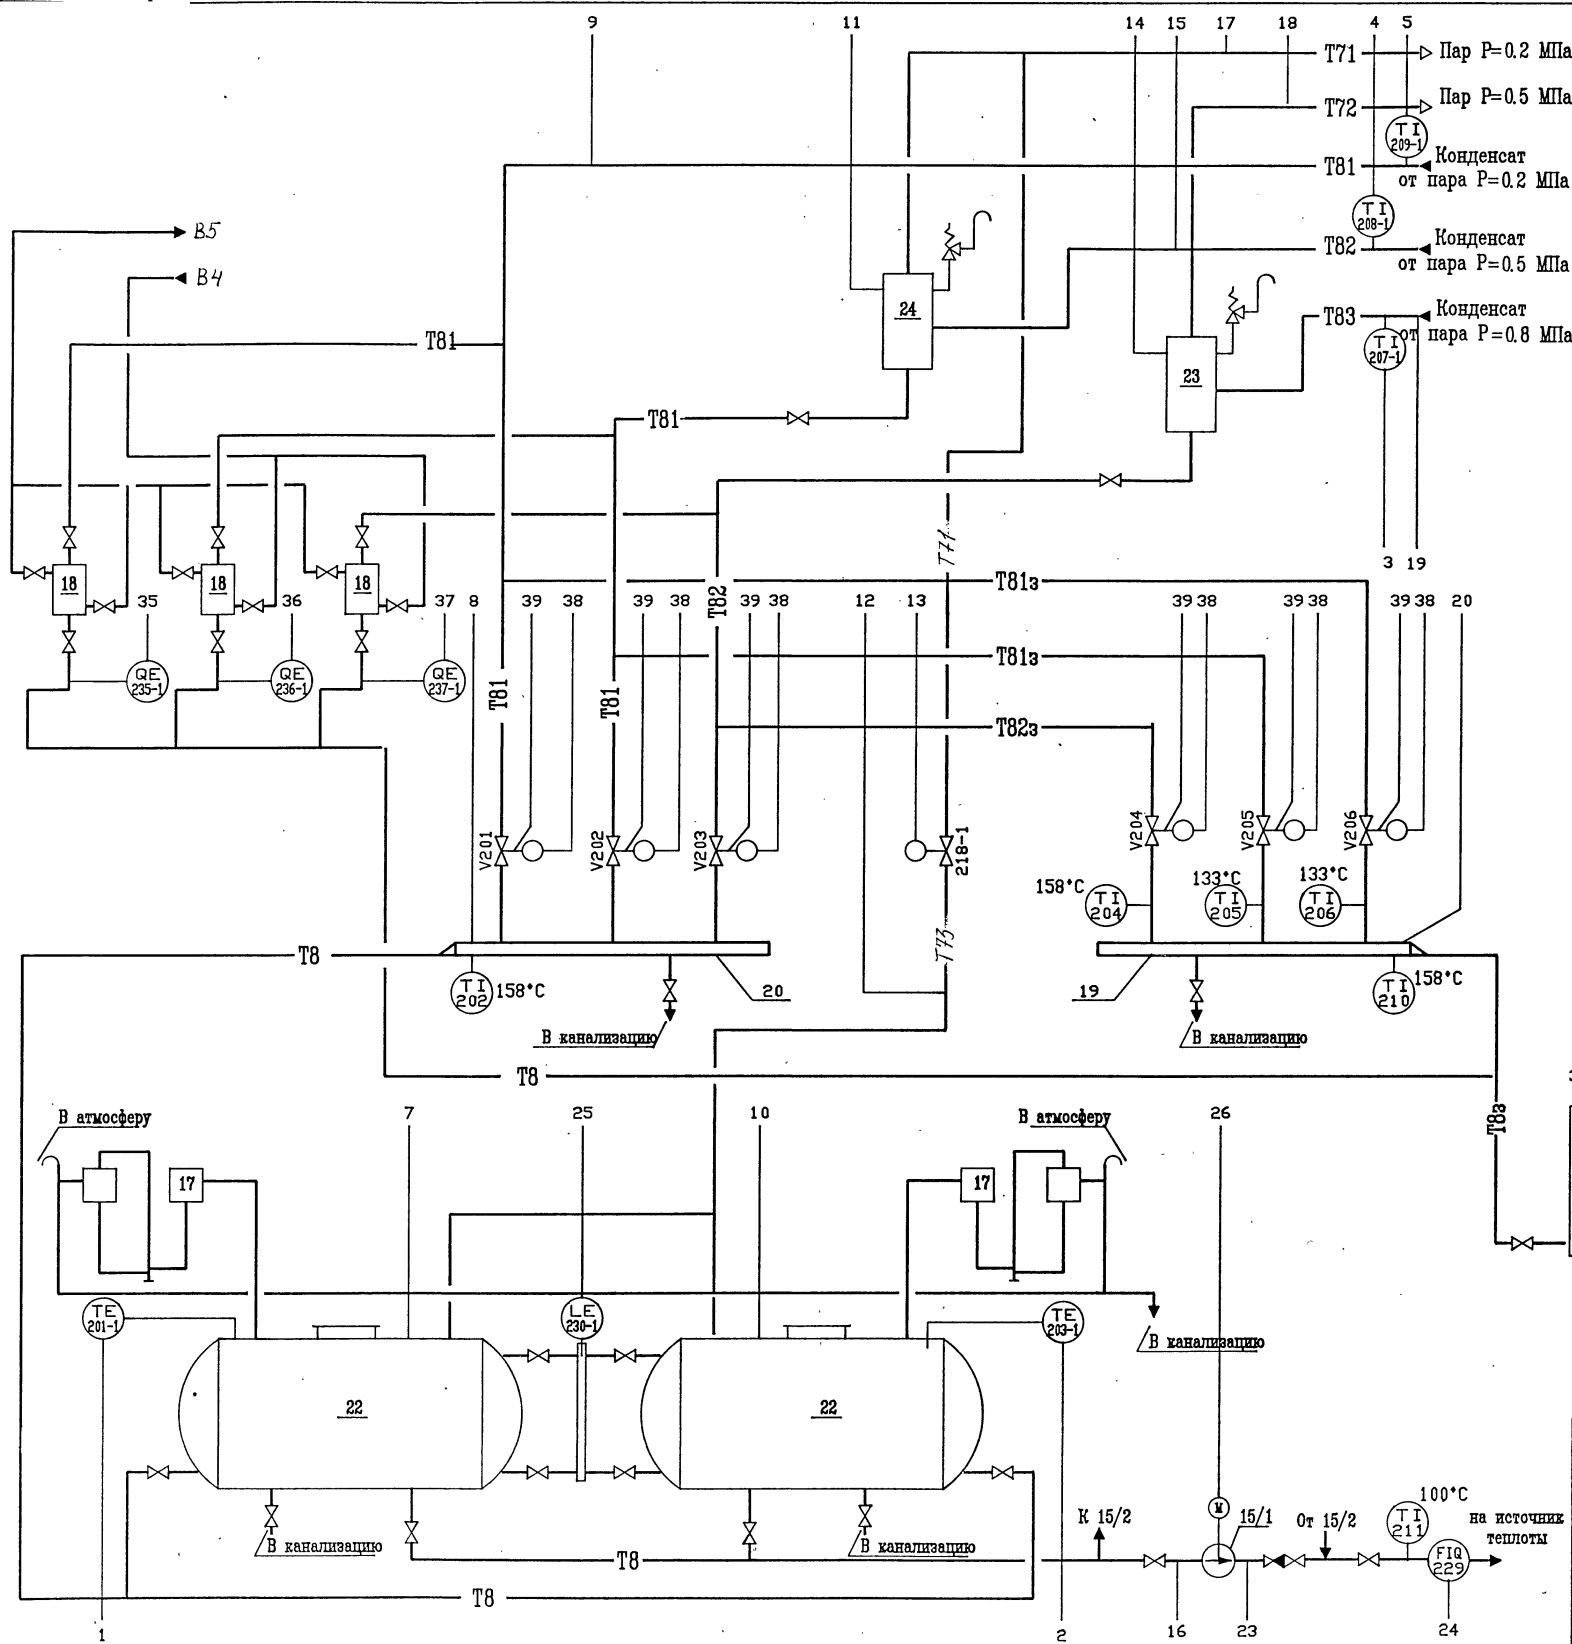 9
11
14
15
17
18
4
5
T71
Пар P=0.2 МПа
T72
Пар P=0.5 МПа
TI
209-1
T81
Конденсат
от пара P=0.2 МПа
TI
208-1
T82
Конденсат
от пара P=0.5 МПа
B5
B4
24
T83
Конденсат
от пара P=0.8 МПа
TI
207-1
T81
23
T81
T71
3
19
18
18
18
T81з
35
36
37
8
39
38
39
38
T82
39
38
12
13
39
38
39
38
39
38
20
T81з
QE
235-1
QE
236-1
QE
237-1
T81
T81
T82з
V201
V202
V203
218-1
V204
V205
V206
158°C
TI
204
133°C
TI
205
133°C
TI
206
T8
T73
TI
202
158°C
20
19
TI
210
158°C
В канализацию
В канализацию
T8
T8з
В атмосферу
7
25
10
В атмосферу
26
17
17
TE
201-1
LE
230-1
TE
203-1
В канализацию
22
22
К 15/2
15/1
От 15/2
100°C
TI
211
на источник
теплоты
M
В канализацию
В канализацию
T8
FIQ
229
T8
1
2
16
23
24